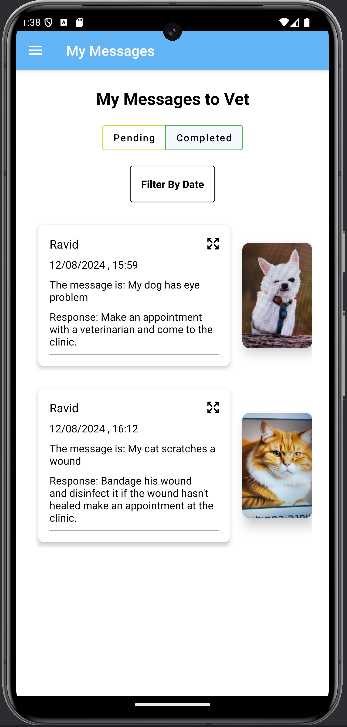 1:38
My Messages
My Messages to Vet
Pending Completed
Filter By Date
Ravid
12/08/2024 , 15:59
The message is: My dog has eye
problem
Response: Make an appointment
with a veterinarian and come to the
clinic.
Ravid
12/08/2024 , 16:12
The message is: My cat scratches a
wound
Response: Bandage his wound
and disinfect it if the wound hasn't
healed make an appointment at the
clinic.